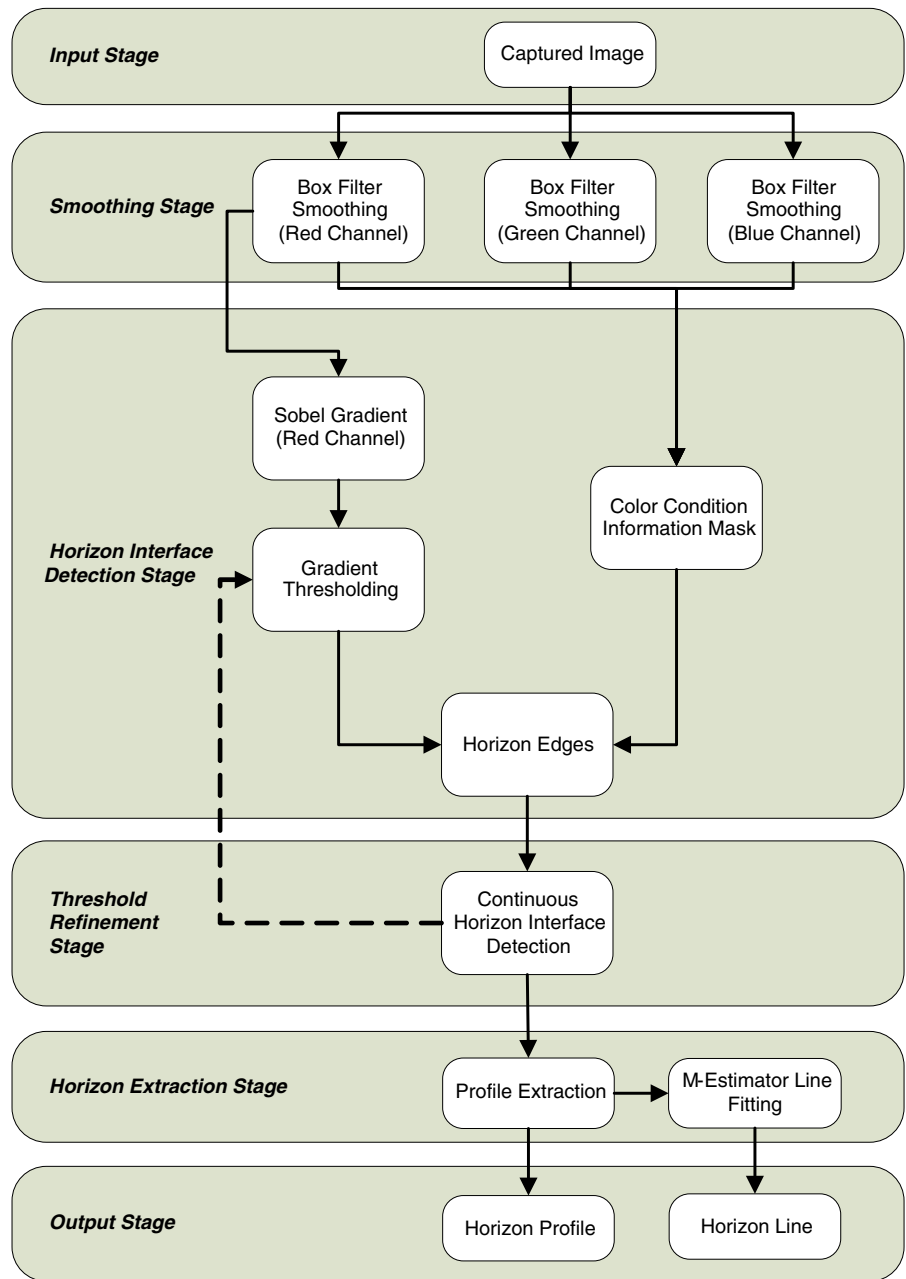 Input Stage
Captured Image
Smoothing Stage
Box Filter
Smoothing
(Red Channel)
Box Filter
Smoothing
(Green Channel)
Box Filter
Smoothing
(Blue Channel)
Horizon Interface
Detection Stage
Sobel Gradient
(Red Channel)
Color Condition
Information Mask
Gradient
Thresholding
Horizon Edges
Threshold
Refinement
Stage
Continuous
Horizon Interface
Detection
Horizon Extraction Stage
Profile Extraction
M-Estimator Line
Fitting
Output Stage
Horizon Profile
Horizon Line